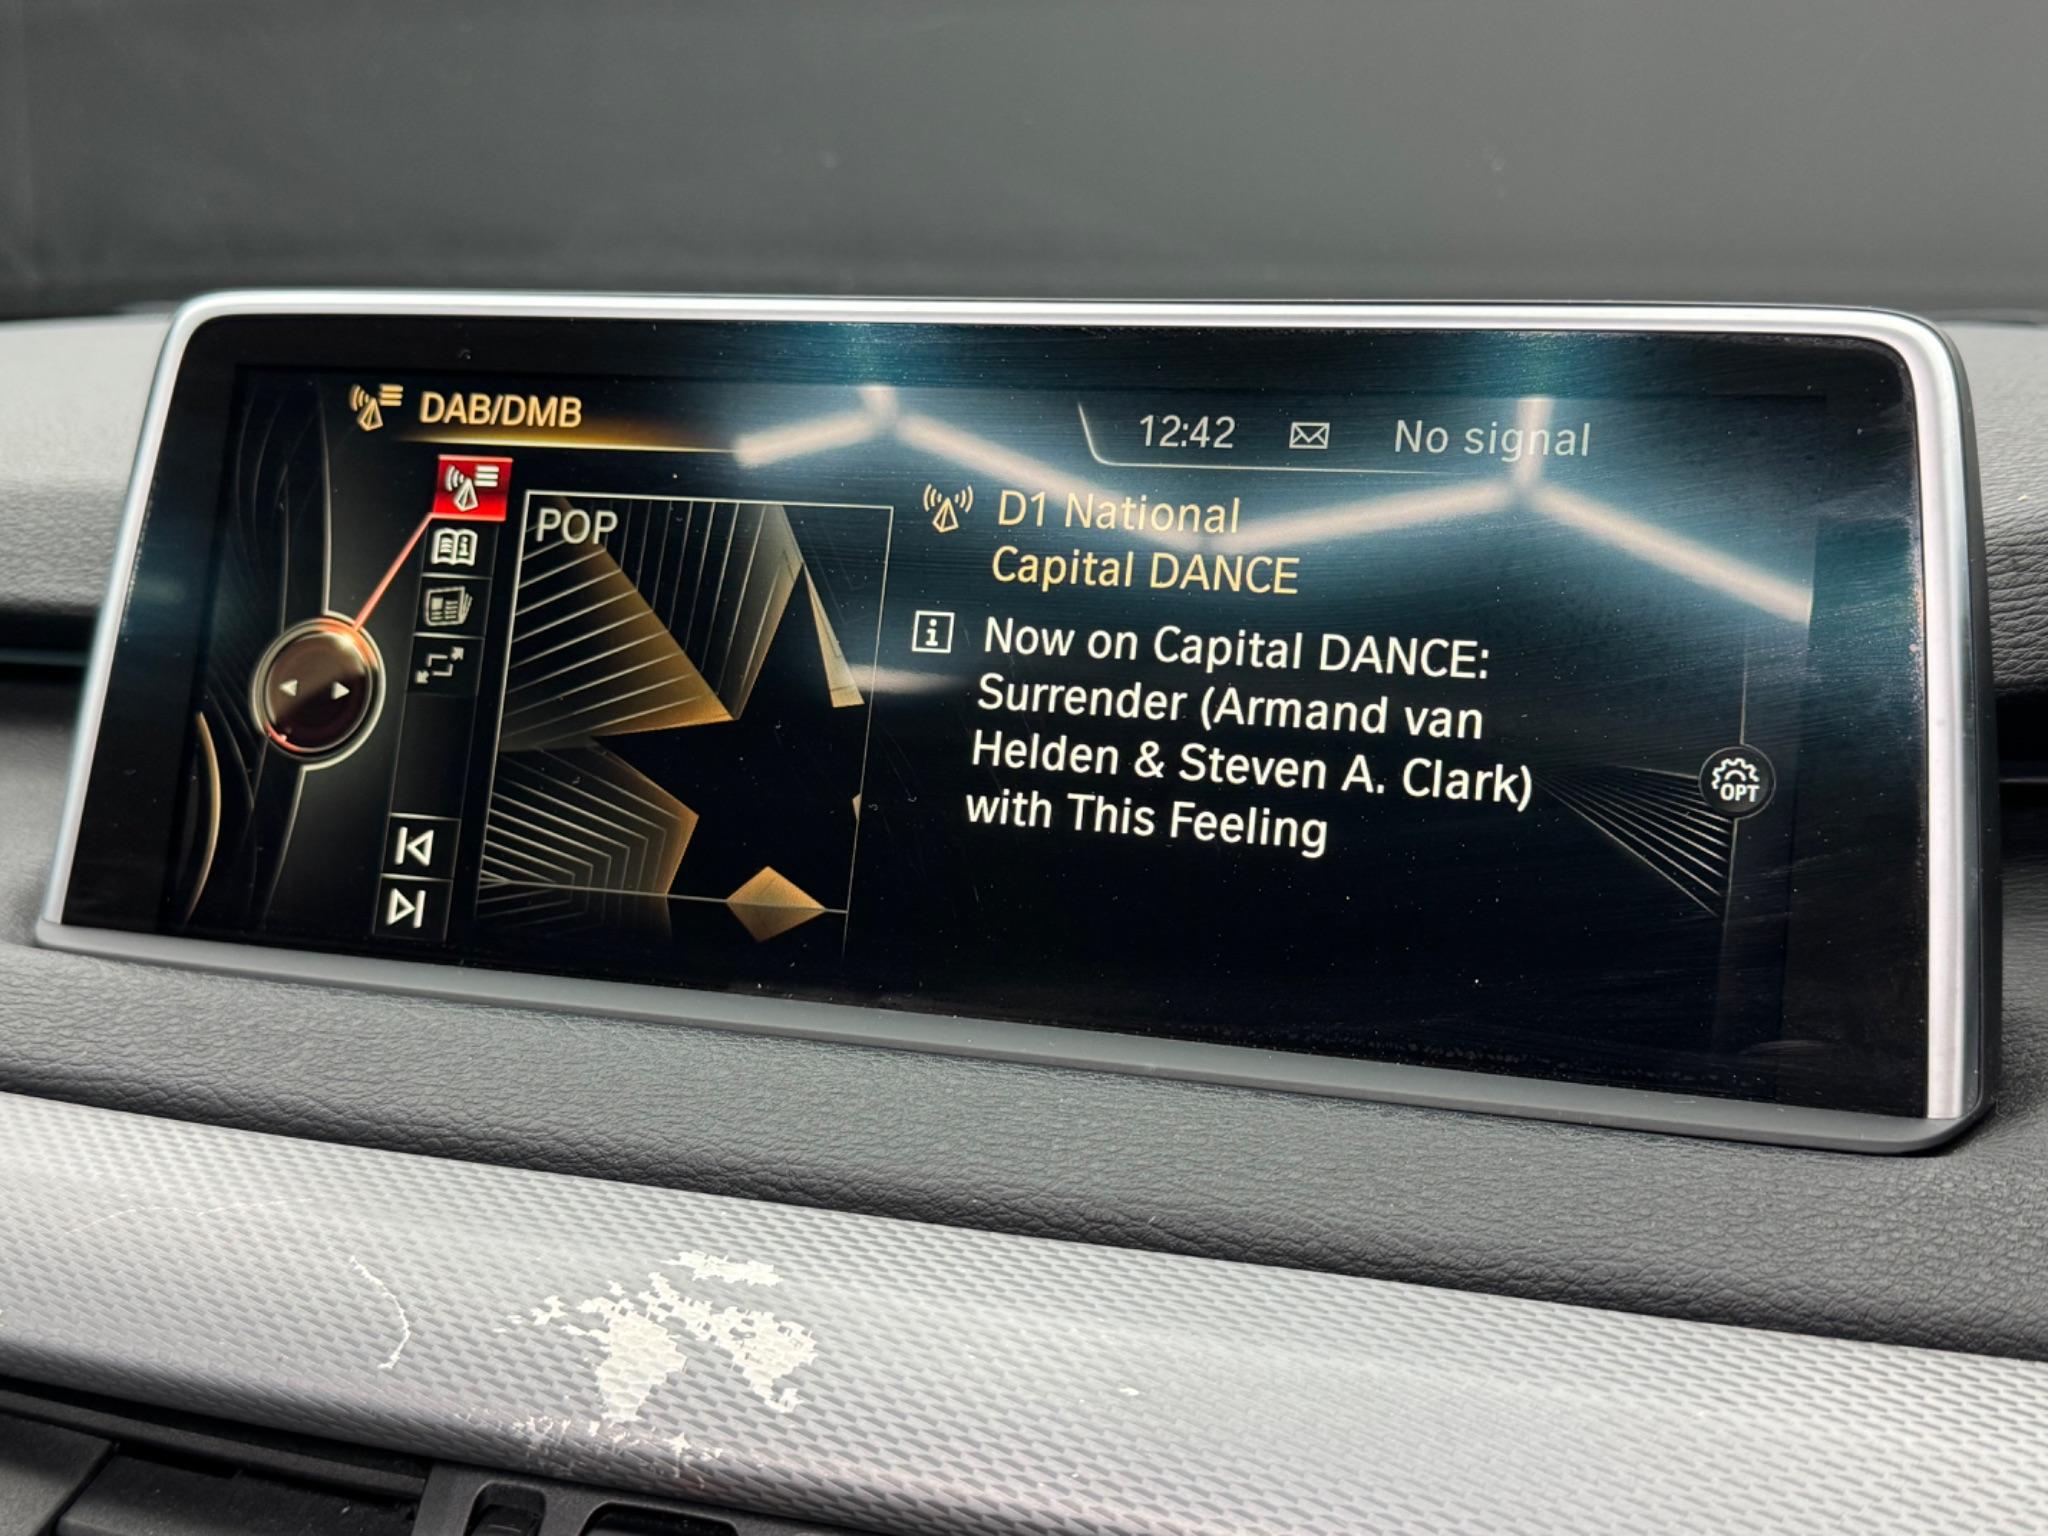 DAB/DMB
12:42
No signal
POP
D1 National
Capital DANCE
Now on Capital DANCE:
Surrender (Armand van
Helden & Steven A. Clark)
with This Feeling
OPT